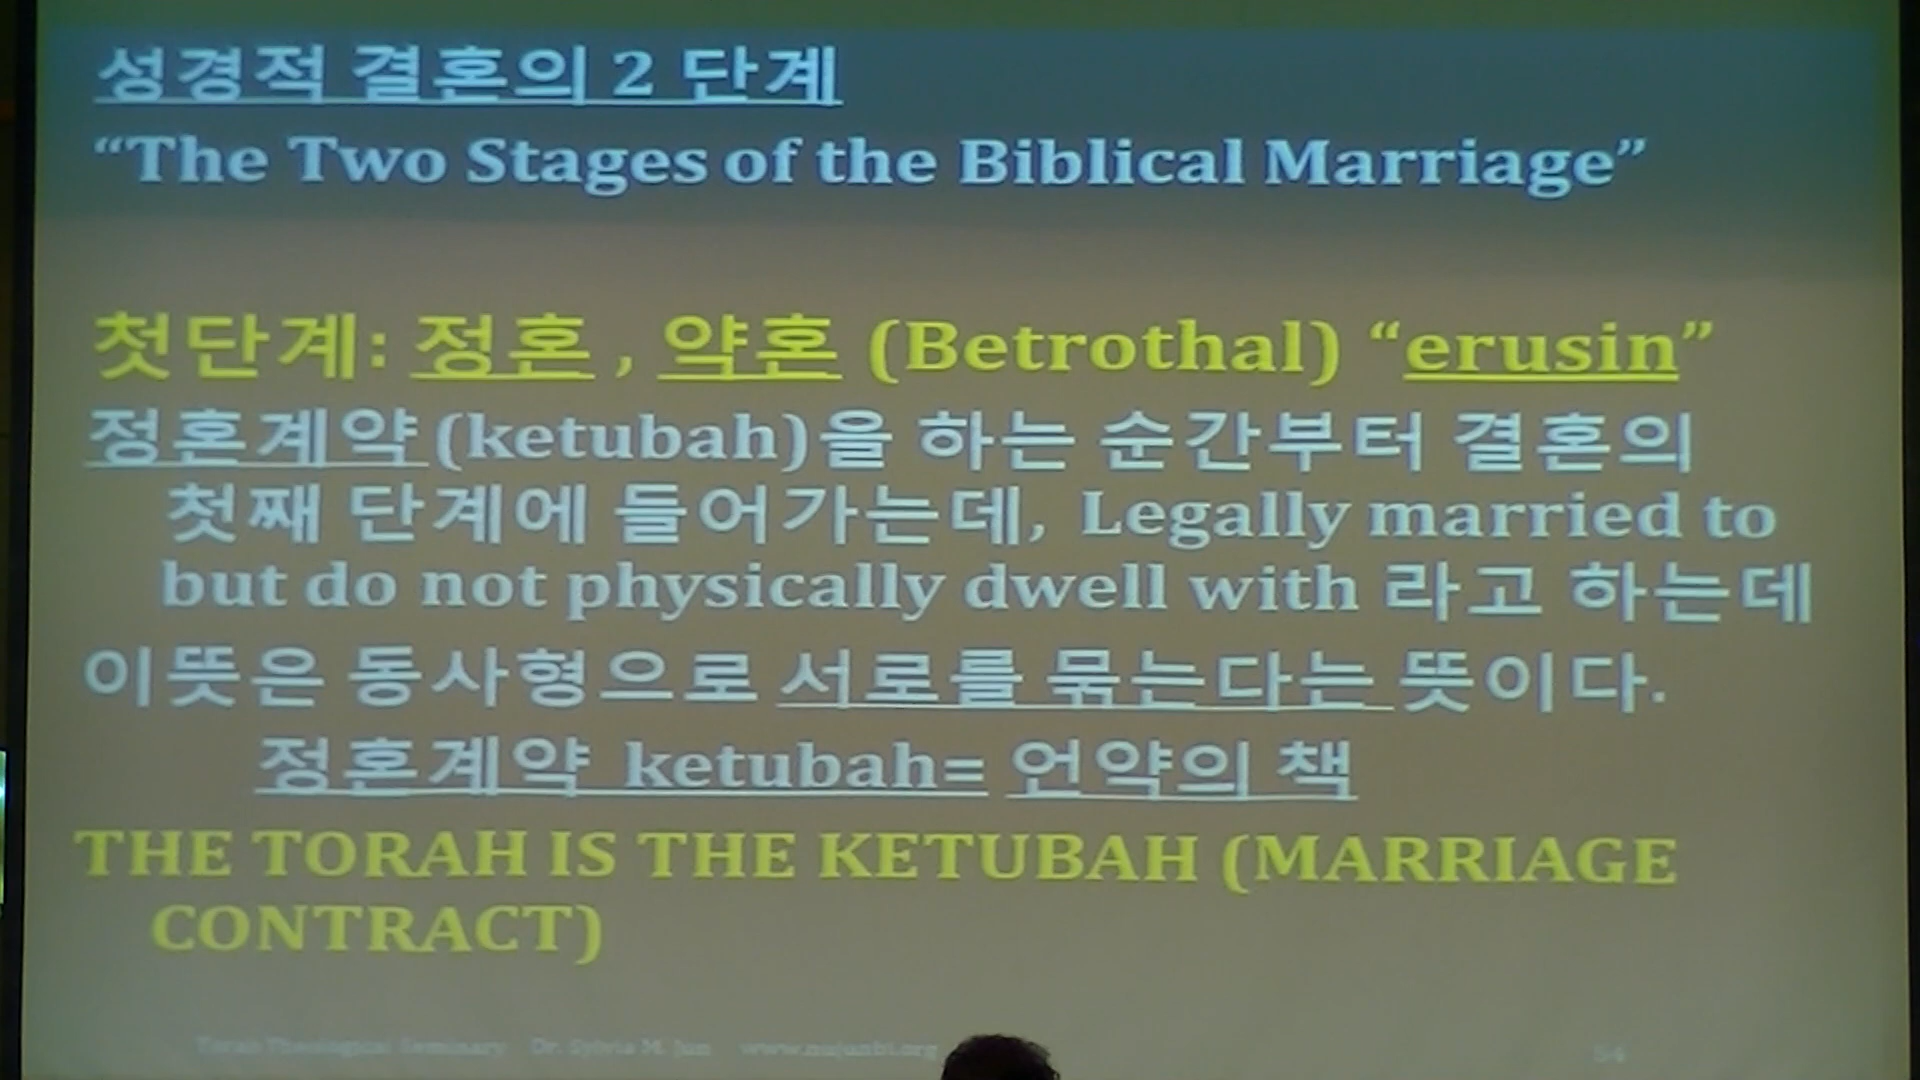 성경적 결혼의 2 단계
“The Two Stages of the Biblical Marriage”
첫단계: 정혼 , 약혼 (Betrothal) “erusin”
정혼계약(ketubah)을 하는 순간부터 결혼의
첫째 단계에 들어가는데, Legally married to
but do not physically dwell with 라고 하는데
이뜻은 동사형으로 서로를 묶는다는 뜻이다.
정혼계약 ketubah= 언약의 책
THE TORAH IS THE KETUBAH (MARRIAGE
CONTRACT)
Torah Theological Seminary Dr. Sylvia M. Jun
54